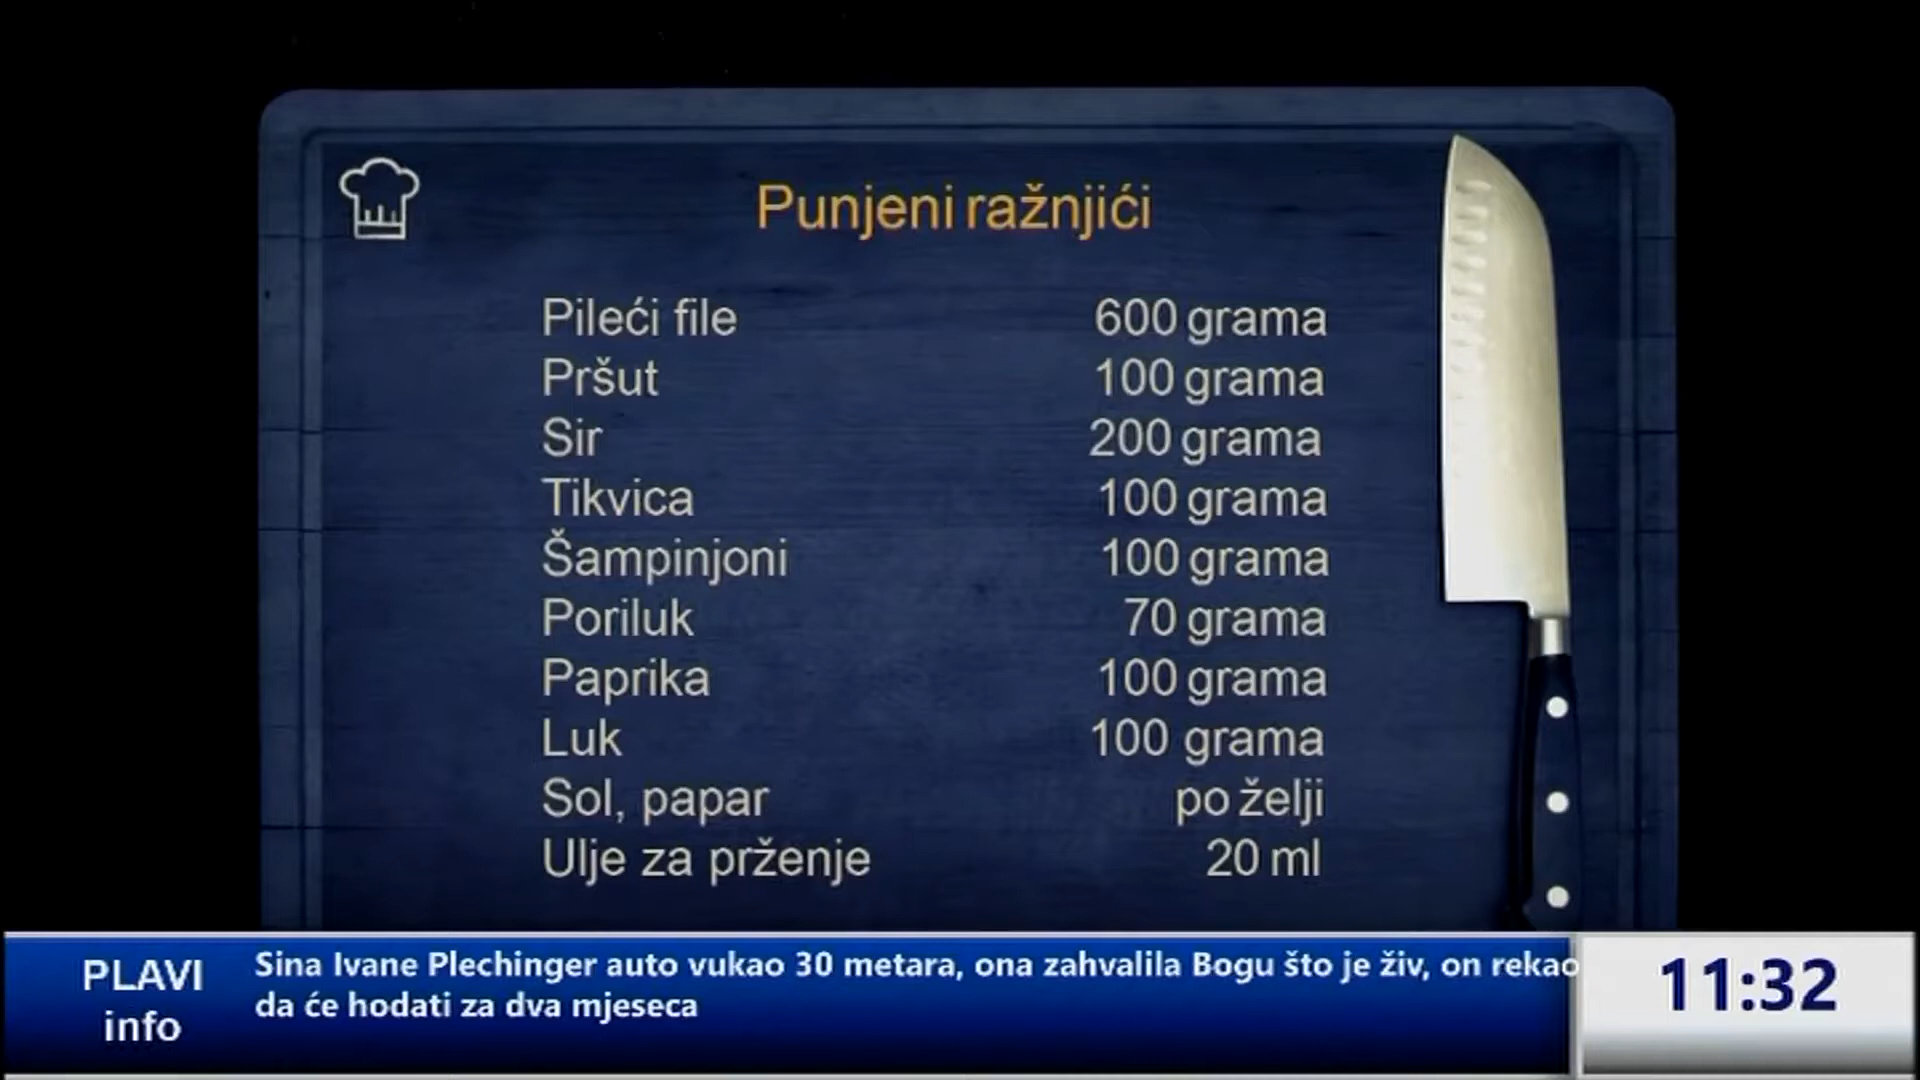 Punjeni ražnjići
Pileći file 600 grama
Pršut 100 grama
Sir 200 grama
Tikvica 100 grama
Šampinjoni 100 grama
Poriluk 70 grama
Paprika 100 grama
Luk 100 grama
Sol, papar po želji
Ulje za prženje 20 ml
PLAVI
info
Sina Ivane Plechinger auto vukao 30 metara, ona zahvalila Bogu što je živ, on rekao
da će hodati za dva mjeseca
11:32